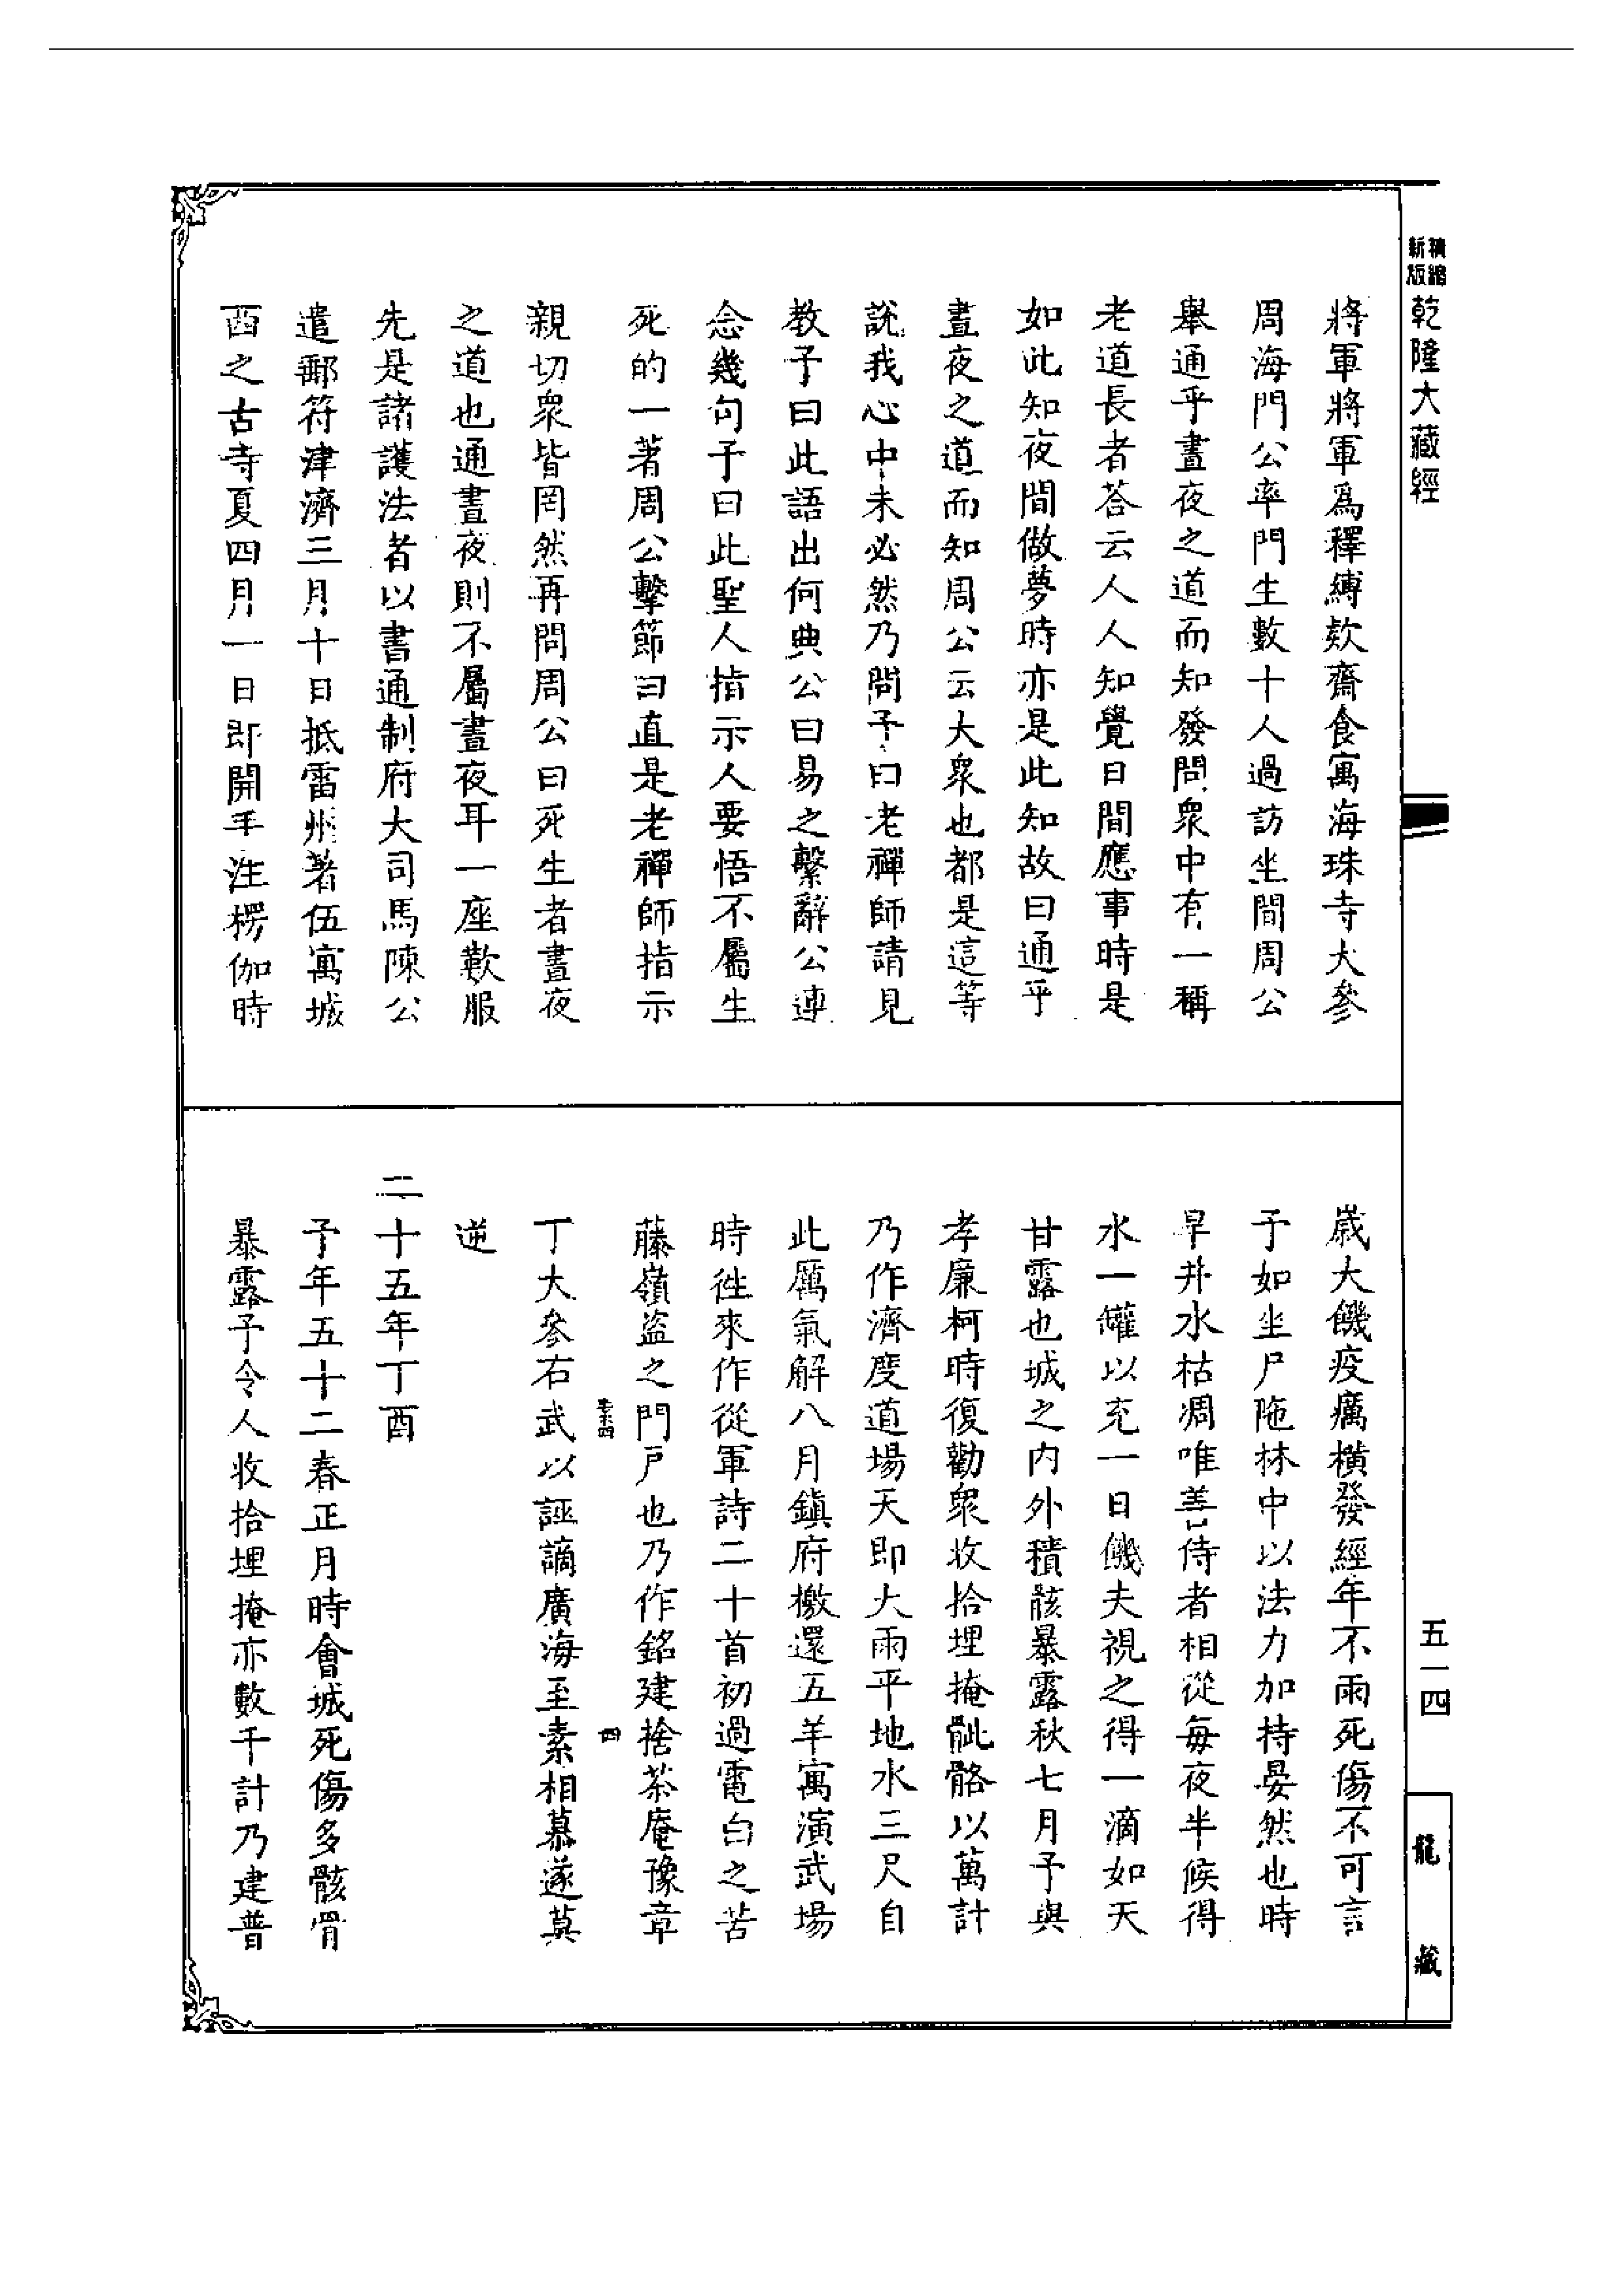 精縮新版乾隆大藏經
將軍將軍爲釋縛欵齋食寓海珠寺大參
周海門公率門生數十人過訪坐間周公
舉通乎晝夜之道而知發問衆中有一稱
老道長者荅云人人知覺日間應事時是
如此知夜間做夢時亦是此知故曰通乎
晝夜之道而知周公云大衆也都是這等
說我心中未必然乃問予曰老禪師請見
教予曰此語出何典公曰易之繫辭公連
念幾句予曰此聖人指示人要悟不屬生
死的一著周公擊節曰直是老禪師指示
親切衆皆罔然再問周公曰死生者晝夜
之道也通晝夜則不屬晝夜耳一座歎服
先是諸護法者以書通制府大司馬陳公
遣郵符津濟三月十日抵雷州著伍寓城
西之古寺夏四月一日即開手注楞伽時
歲大饑疫癘橫發經年不雨死傷不可言
予如坐尸陁林中以法力加持晏然也時
旱井水枯凋唯善侍者相從每夜半候得
水一罐以充一日饑夫視之得一滴如天
甘露也城之內外積骸暴露秋七月予與
孝廉柯時復勸衆收拾埋掩骴骼以萬計
乃作濟度道場天即大雨平地水三尺自
此厲氣解八月鎮府檄還五羊寓演武場
時徃來作從軍詩二十首初過電白之苦
藤嶺盜之門戶也乃作銘建捨茶庵豫章
四
丁大參右武以誣謫廣海至素相慕遂莫
逆
二十五年丁酉
予年五十二春正月時會城死傷多骸骨
暴露予令人收拾埋掩亦數千計乃建普
五一四
龍藏